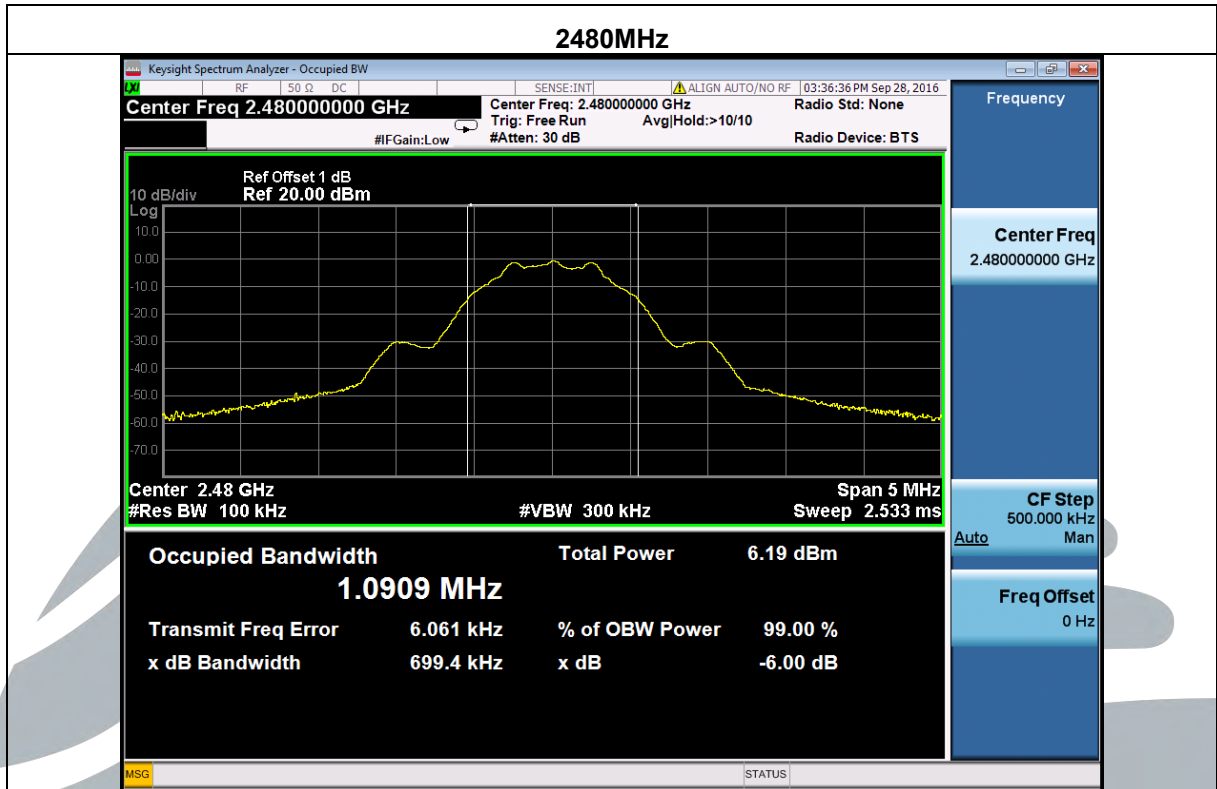 2480MHz
Keysight Spectrum Analyzer - Occupied BW
LXI RF 50 Ω DC SENSE:INT ALIGN AUTO/NO RF 03:36:36 PM Sep 28, 2016
Center Freq 2.480000000 GHz
Center Freq: 2.480000000 GHz Radio Std: None
Trig: Free Run Avg|Hold:>10/10
#IFGain:Low #Atten: 30 dB Radio Device: BTS
Ref Offset 1 dB
10 dB/div Ref 20.00 dBm
Log
10.0
0.00
-10.0
-20.0
-30.0
-40.0
-50.0
-60.0
-70.0
Center 2.48 GHz Span 5 MHz
#Res BW 100 kHz #VBW 300 kHz Sweep 2.533 ms
Occupied Bandwidth Total Power 6.19 dBm
1.0909 MHz
Transmit Freq Error 6.061 kHz % of OBW Power 99.00 %
x dB Bandwidth 699.4 kHz x dB -6.00 dB
MSG STATUS
Frequency
Center Freq
2.480000000 GHz
CF Step
500.000 kHz
Auto Man
Freq Offset
0 Hz